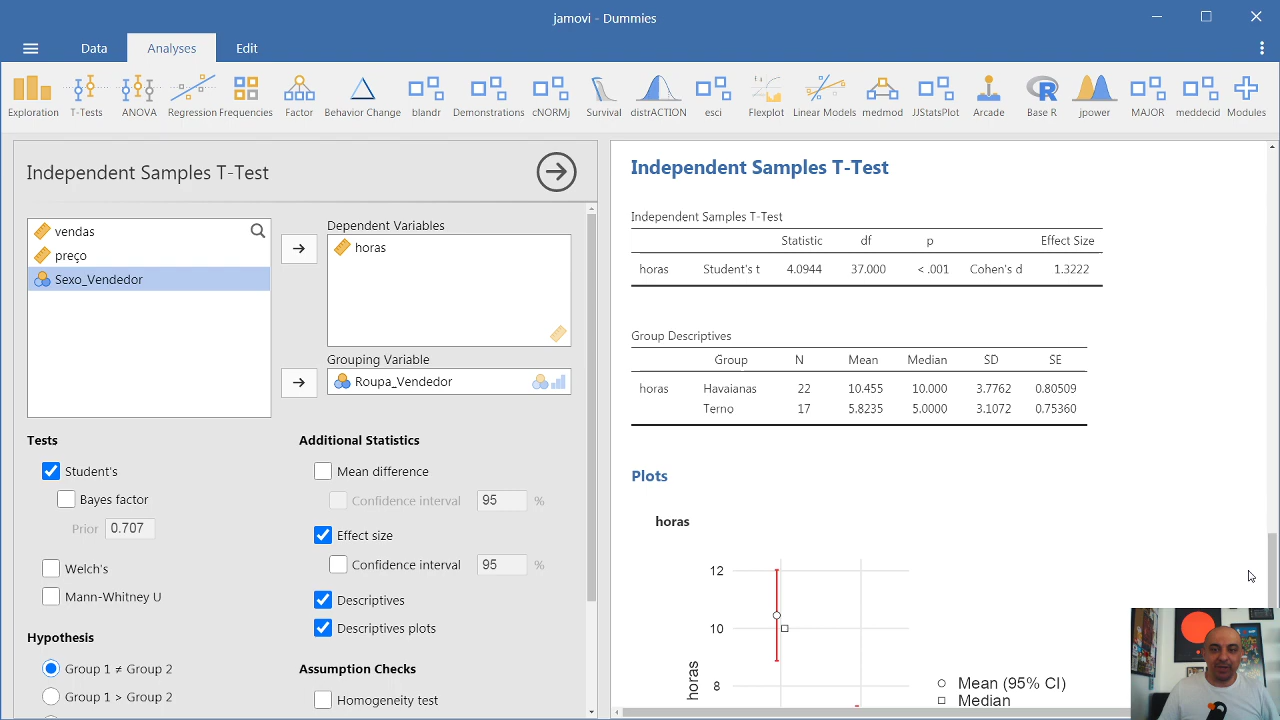 jamovi - Dummies
Data Analyses Edit
Exploration T-Tests ANOVA Regression Frequencies Factor Behavior Change blandr Demonstrations cNORMj Survival distrACTION esci Flexplot Linear Models medmod JJStatsPlot Arcade Base R jpower MAJOR meddecid Modules
Independent Samples T-Test
vendas
preço
Sexo_Vendedor
Dependent Variables
horas
Grouping Variable
Roupa_Vendedor
Tests
Student's
Bayes factor
Prior 0.707
Welch's
Mann-Whitney U
Hypothesis
Group 1 ≠ Group 2
Group 1 > Group 2
Additional Statistics
Mean difference
Confidence interval 95 %
Effect size
Confidence interval 95 %
Descriptives
Descriptives plots
Assumption Checks
Homogeneity test
Independent Samples T-Test
Independent Samples T-Test
Statistic df p Effect Size
horas Student's t 4.0944 37.000 < .001 Cohen's d 1.3222
Group Descriptives
Group N Mean Median SD SE
horas Havaianas 22 10.455 10.000 3.7762 0.80509
Terno 17 5.8235 5.0000 3.1072 0.75360
Plots
horas
12
10
8
horas
Mean (95% CI)
Median